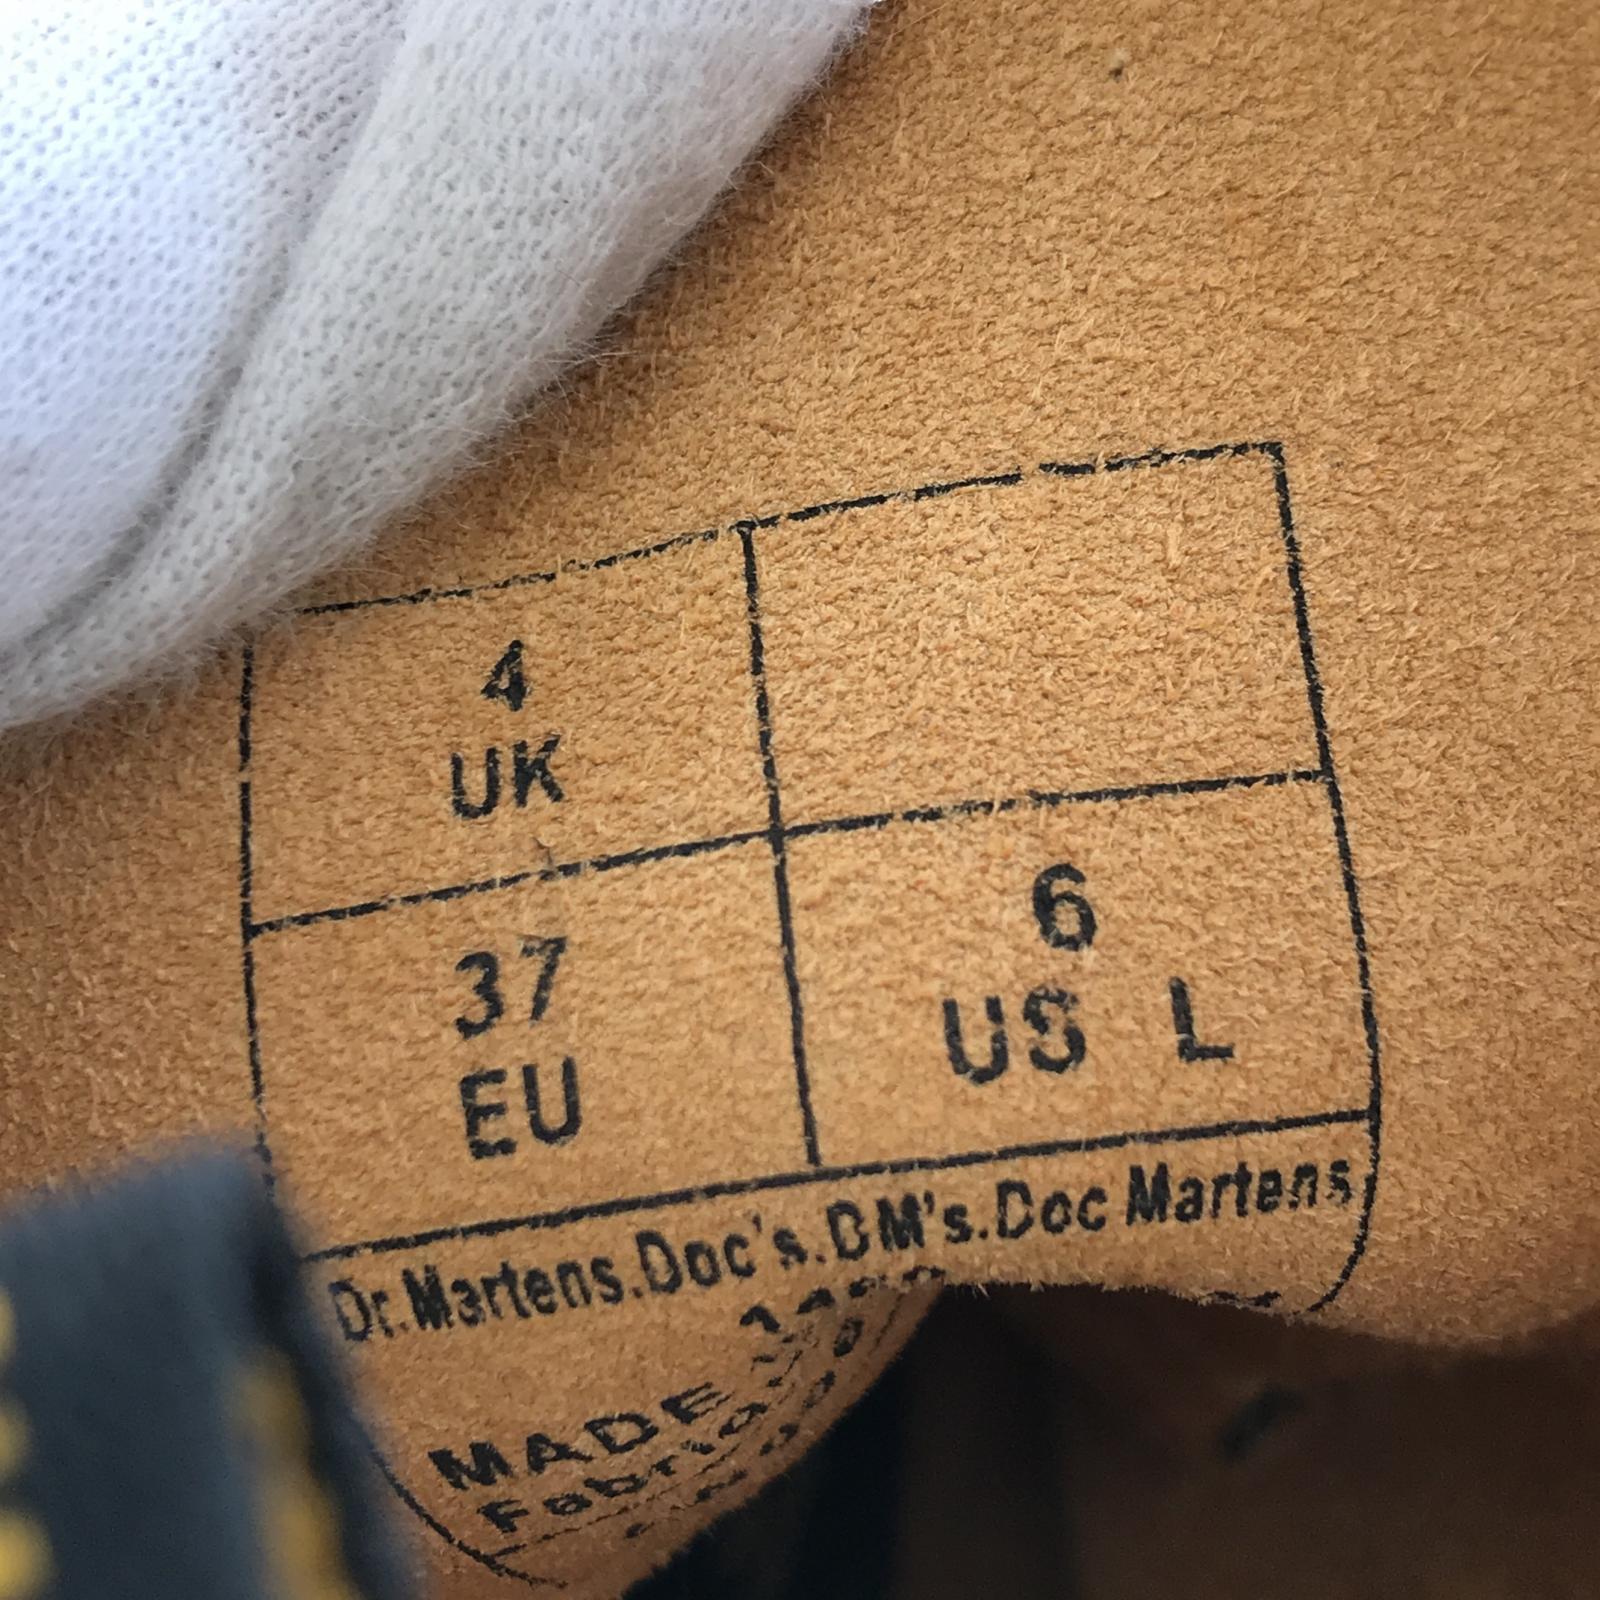 4
UK
37
EU
6
US L
Dr.Martens.Doc's.DM's.Doc Martens
MADE